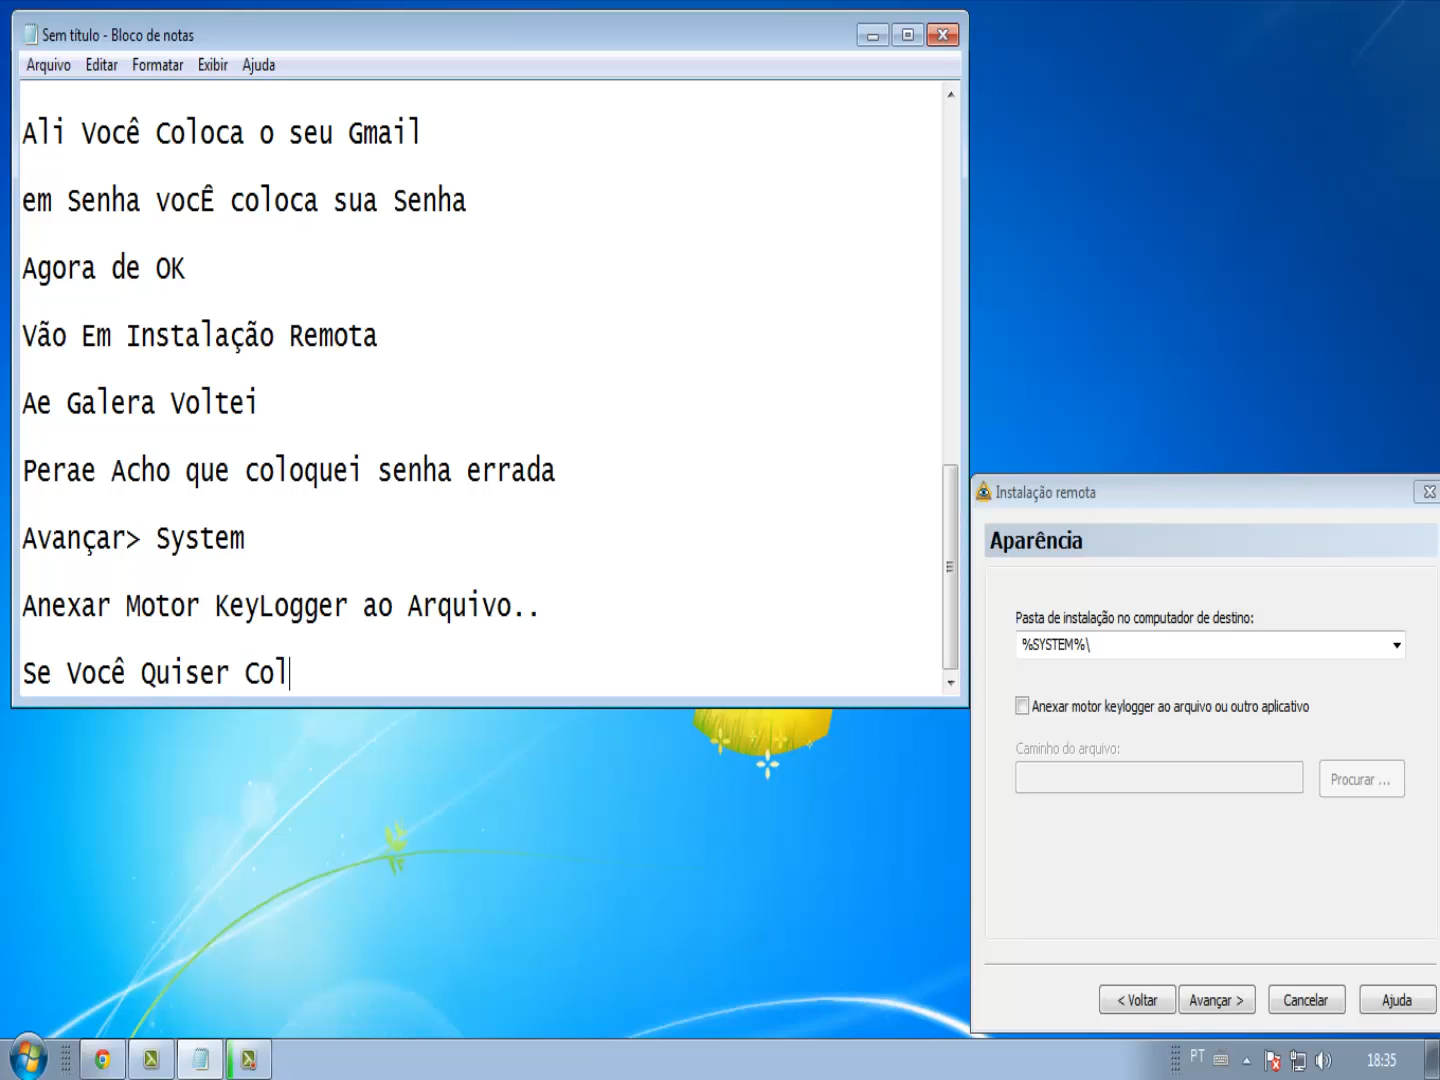 Sem título - Bloco de notas
Arquivo Editar Formatar Exibir Ajuda
Ali Você Coloca o seu Gmail
em Senha vocÊ coloca sua Senha
Agora de OK
Vão Em Instalação Remota
Ae Galera Voltei
Perae Acho que coloquei senha errada
Avançar> System
Anexar Motor KeyLogger ao Arquivo..
Se Você Quiser Col
Instalação remota
Aparência
Pasta de instalação no computador de destino:
%SYSTEM%\
Anexar motor keylogger ao arquivo ou outro aplicativo
Caminho do arquivo:
Procurar ...
< Voltar Avançar > Cancelar Ajuda
PT 18:35